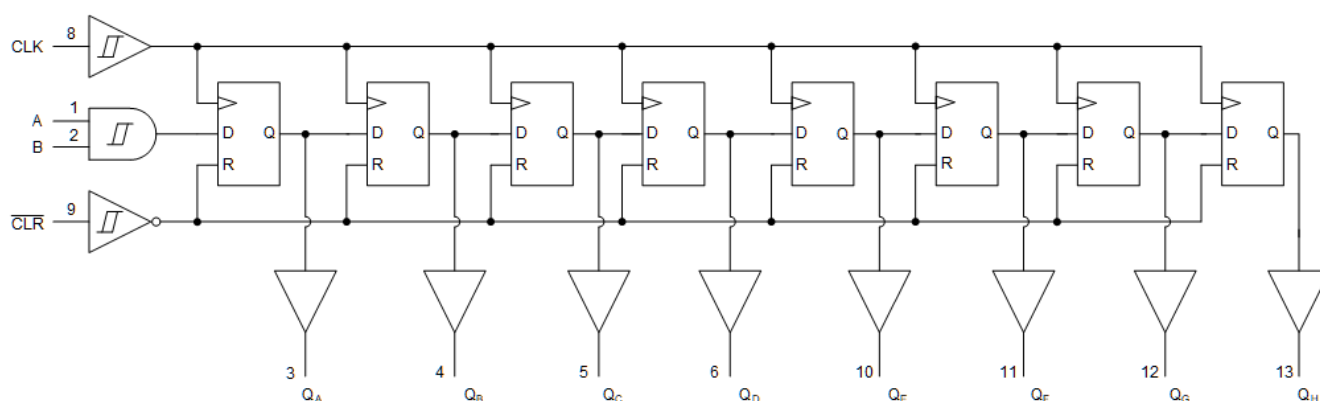 CLK 8
1
A
2
B
CLR 9
D Q R
D Q R
D Q R
D Q R
D Q R
D Q R
D Q R
D Q R
3 4 5 6 10 11 12 13
QA QB QC QD QE QF QG QH